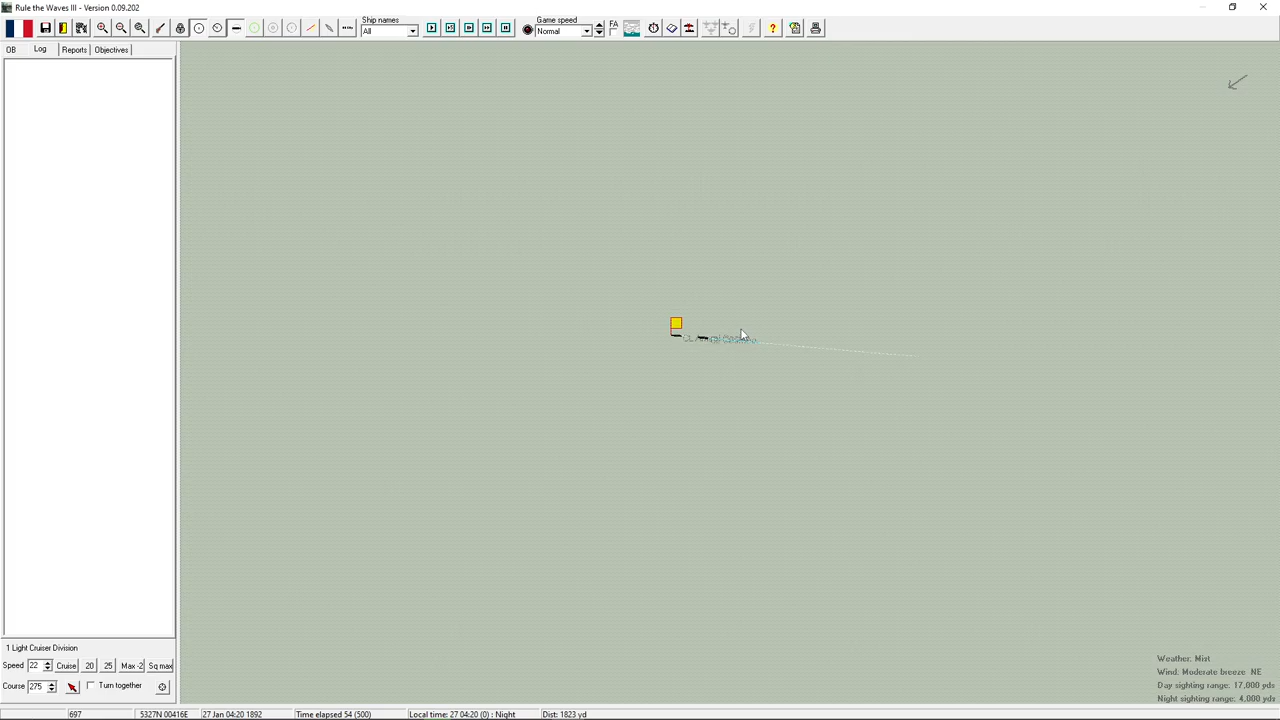 Rule the Waves III - Version 0.09.202
Ship names
All
Game speed
Normal
FA
OB
Log
Reports
Objectives
1 Light Cruiser Division
Speed 22 Cruise 20 25 Max -2 Sq max
Course 275 Turn together
Weather: Mist
Wind: Moderate breeze NE
Day sighting range: 17,000 yds
Night sighting range: 4,000 yds
697 5327N 00416E 27 Jan 04:20 1892 Time elapsed 54 (500) Local time: 27 04:20 (0) : Night Dist: 1823 yd